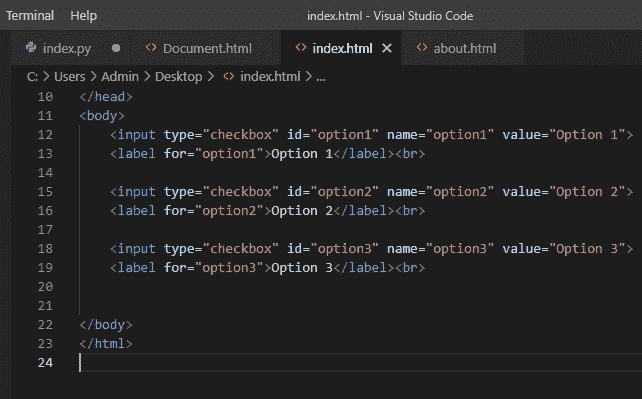 Terminal Help index.html - Visual Studio Code
index.py Document.html index.html about.html
C: > Users > Admin > Desktop > index.html > ...
10 </head>
11 <body>
12 <input type="checkbox" id="option1" name="option1" value="Option 1">
13 <label for="option1">Option 1</label><br>
14
15 <input type="checkbox" id="option2" name="option2" value="Option 2">
16 <label for="option2">Option 2</label><br>
17
18 <input type="checkbox" id="option3" name="option3" value="Option 3">
19 <label for="option3">Option 3</label><br>
20
21
22 </body>
23 </html>
24